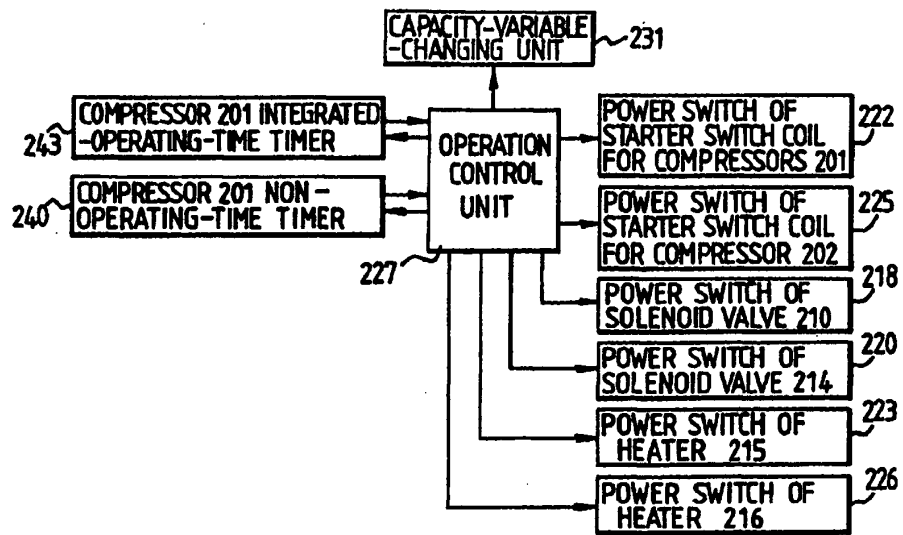 CAPACITY-VARIABLE
-CHANGING UNIT
231
COMPRESSOR 201 INTEGRATED
-OPERATING-TIME TIMER
243
COMPRESSOR 201 NON-
OPERATING-TIME TIMER
240
OPERATION
CONTROL
UNIT
227
POWER SWITCH OF
STARTER SWITCH COIL
FOR COMPRESSORS 201
222
POWER SWITCH OF
STARTER SWITCH COIL
FOR COMPRESSOR 202
225
POWER SWITCH OF
SOLENOID VALVE 210
218
POWER SWITCH OF
SOLENOID VALVE 214
220
POWER SWITCH OF
HEATER 215
223
POWER SWITCH OF
HEATER 216
226